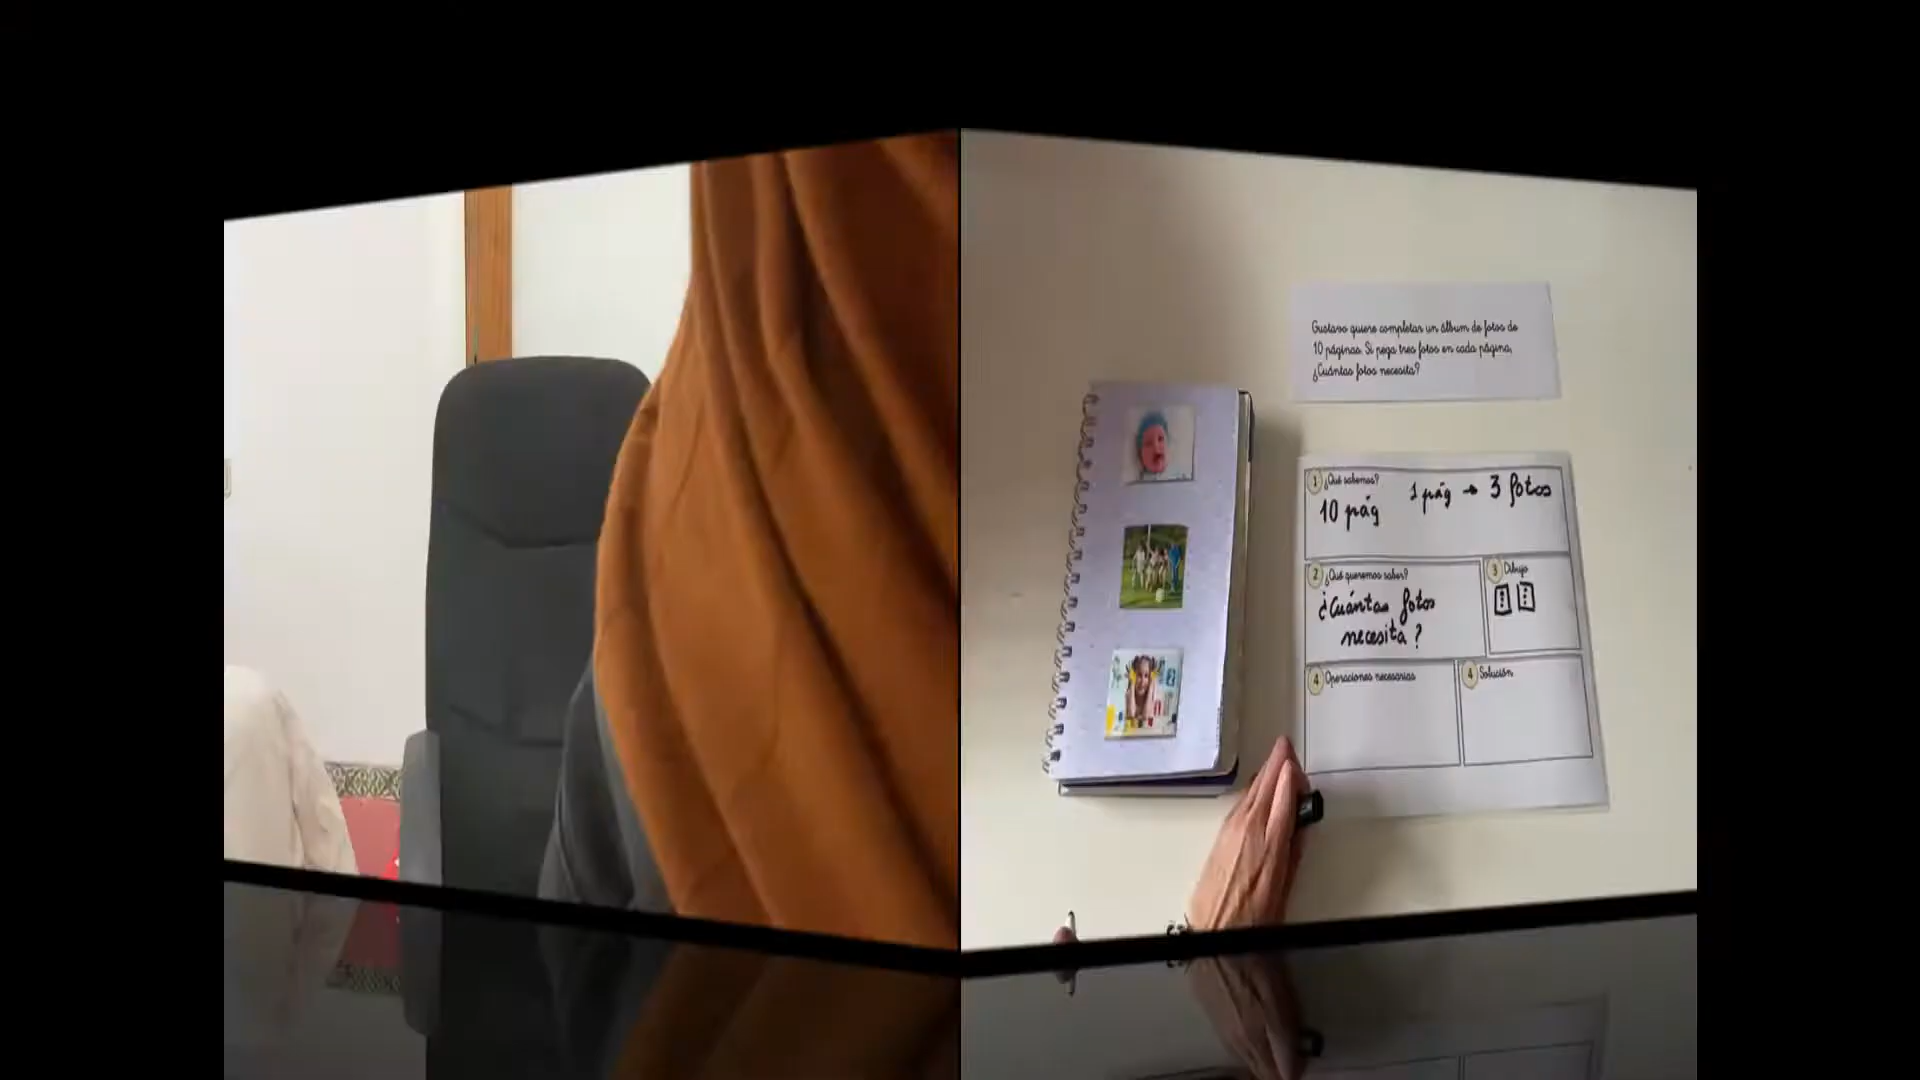 Gustavo quiere completar un álbum de fotos de
10 páginas. Si pega tres fotos en cada página,
¿Cuántas fotos necesita?
1 ¿Qué sabemos?
10 pág
1 pág → 3 fotos
2 ¿Qué queremos saber?
¿Cuántas fotos
necesita?
3 Dibujo
4 Operaciones necesarias
4 Solución